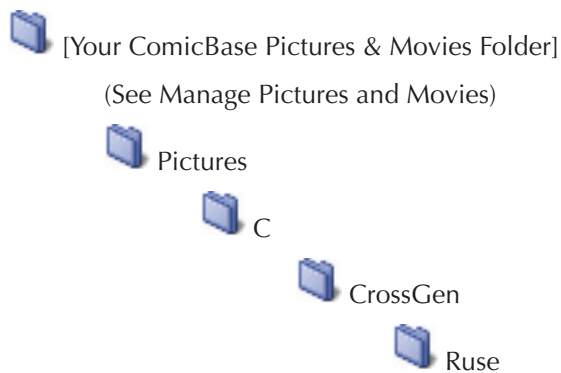 [Your ComicBase Pictures & Movies Folder]
(See Manage Pictures and Movies)
Pictures
C
CrossGen
Ruse